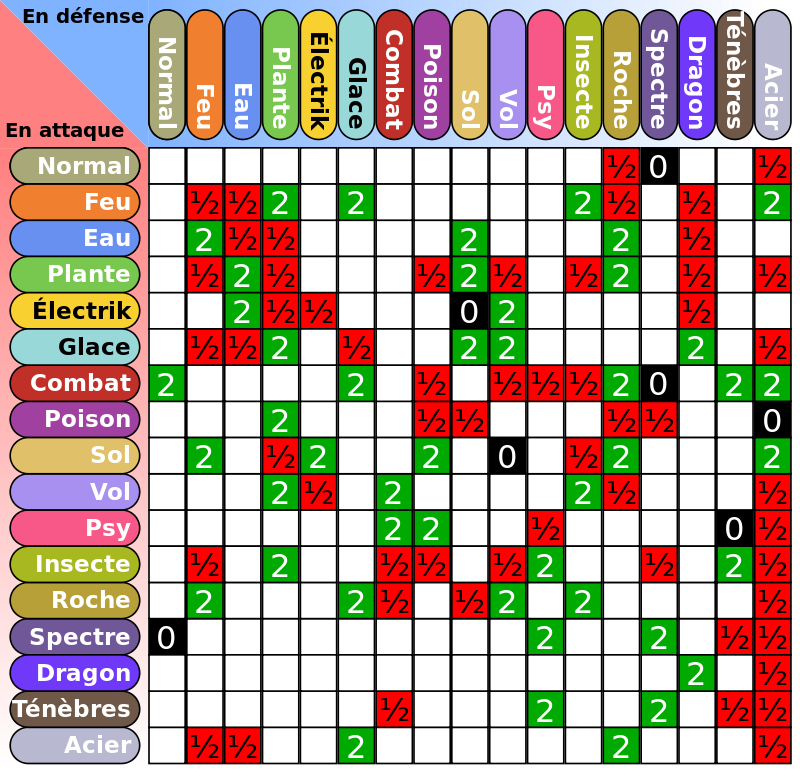 En défense
Normal Feu Eau Plante Électrik Glace Combat Poison Sol Vol Psy Insecte Roche Spectre Dragon Ténèbres Acier
En attaque
Normal ½ 0 ½
Feu ½ ½ 2 2 2 ½ ½ 2
Eau 2 ½ ½ 2 2 ½
Plante ½ 2 ½ ½ 2 ½ ½ 2 ½ ½
Électrik 2 ½ ½ 0 2 ½
Glace ½ ½ 2 ½ 2 2 2 ½
Combat 2 2 ½ ½ ½ ½ 2 0 2 2
Poison 2 ½ ½ ½ ½ 0
Sol 2 ½ 2 2 0 ½ 2 2
Vol 2 ½ 2 2 ½ ½
Psy 2 2 ½ 0 ½
Insecte ½ 2 ½ ½ ½ 2 ½ 2 ½
Roche 2 2 ½ ½ 2 2 ½
Spectre 0 2 2 ½ ½
Dragon 2 ½
Ténèbres ½ 2 2 ½ ½
Acier ½ ½ 2 2 ½